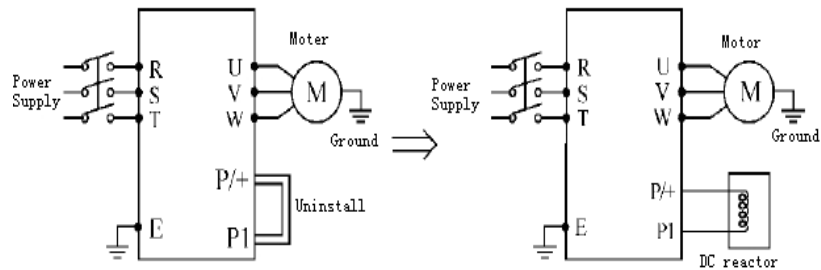 Moter
R
U
Power
Supply
S
V
M
T
W
Ground
P/+
Uninstall
E
P1
Motor
R
U
Power
Supply
S
V
M
T
W
Ground
P/+
E
P1
DC reactor